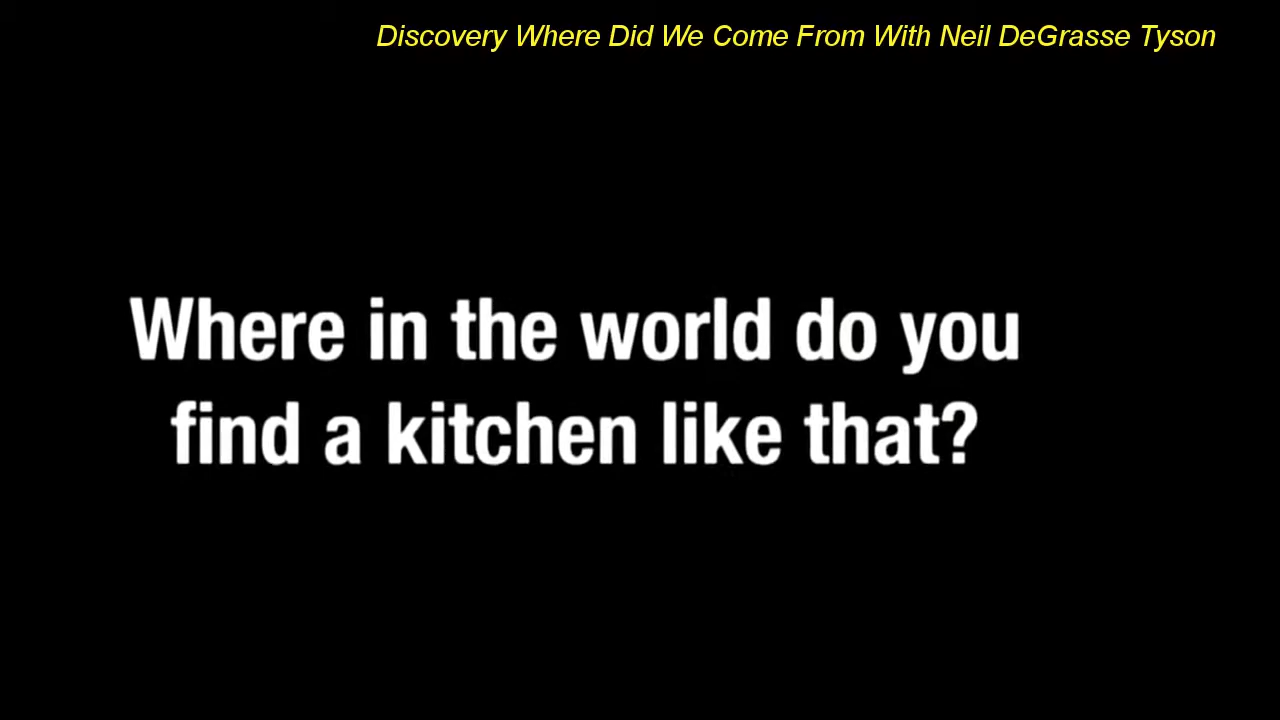 Discovery Where Did We Come From With Neil DeGrasse Tyson
Where in the world do you
find a kitchen like that?